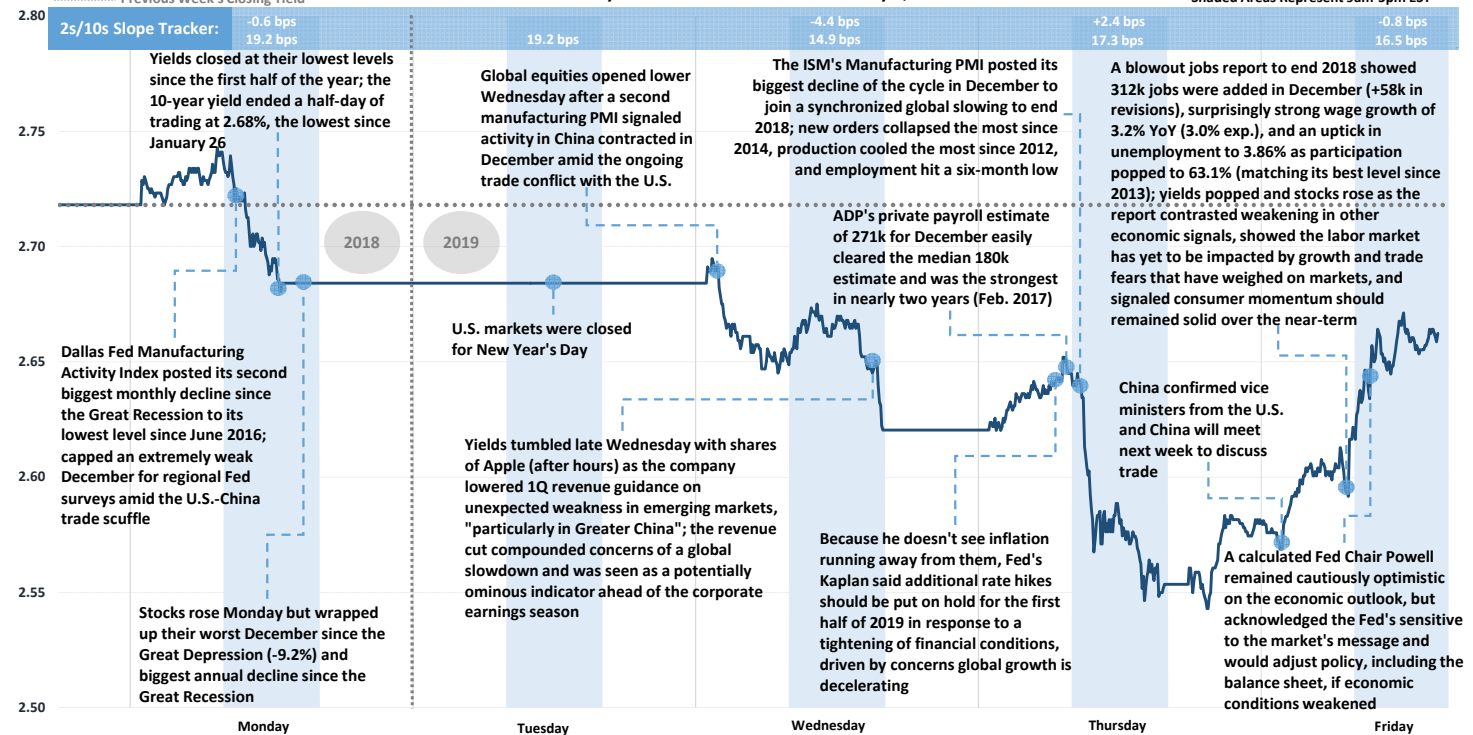 Previous Week's Closing Yield
2s/10s Slope Tracker:
-0.6 bps
19.2 bps
19.2 bps
-4.4 bps
14.9 bps
+2.4 bps
17.3 bps
-0.8 bps
16.5 bps
2.80
2.75
2.70
2.65
2.60
2.55
2.50
Yields closed at their lowest levels
since the first half of the year; the
10-year yield ended a half-day of
trading at 2.68%, the lowest since
January 26
Global equities opened lower
Wednesday after a second
manufacturing PMI signaled
activity in China contracted in
December amid the ongoing
trade conflict with the U.S.
The ISM's Manufacturing PMI posted its
biggest decline of the cycle in December to
join a synchronized global slowing to end
2018; new orders collapsed the most since
2014, production cooled the most since 2012,
and employment hit a six-month low
A blowout jobs report to end 2018 showed
312k jobs were added in December (+58k in
revisions), surprisingly strong wage growth of
3.2% YoY (3.0% exp.), and an uptick in
unemployment to 3.86% as participation
popped to 63.1% (matching its best level since
2013); yields popped and stocks rose as the
report contrasted weakening in other
economic signals, showed the labor market
has yet to be impacted by growth and trade
fears that have weighed on markets, and
signaled consumer momentum should
remained solid over the near-term
2018
2019
ADP's private payroll estimate
of 271k for December easily
cleared the median 180k
estimate and was the strongest
in nearly two years (Feb. 2017)
U.S. markets were closed
for New Year's Day
Dallas Fed Manufacturing
Activity Index posted its second
biggest monthly decline since
the Great Recession to its
lowest level since June 2016;
capped an extremely weak
December for regional Fed
surveys amid the U.S.-China
trade scuffle
China confirmed vice
ministers from the U.S.
and China will meet
next week to discuss
trade
Yields tumbled late Wednesday with shares
of Apple (after hours) as the company
lowered 1Q revenue guidance on
unexpected weakness in emerging markets,
"particularly in Greater China"; the revenue
cut compounded concerns of a global
slowdown and was seen as a potentially
ominous indicator ahead of the corporate
earnings season
Because he doesn't see inflation
running away from them, Fed's
Kaplan said additional rate hikes
should be put on hold for the first
half of 2019 in response to a
tightening of financial conditions,
driven by concerns global growth is
decelerating
A calculated Fed Chair Powell
remained cautiously optimistic
on the economic outlook, but
acknowledged the Fed's sensitive
to the market's message and
would adjust policy, including the
balance sheet, if economic
conditions weakened
Stocks rose Monday but wrapped
up their worst December since the
Great Depression (-9.2%) and
biggest annual decline since the
Great Recession
Monday
Tuesday
Wednesday
Thursday
Friday